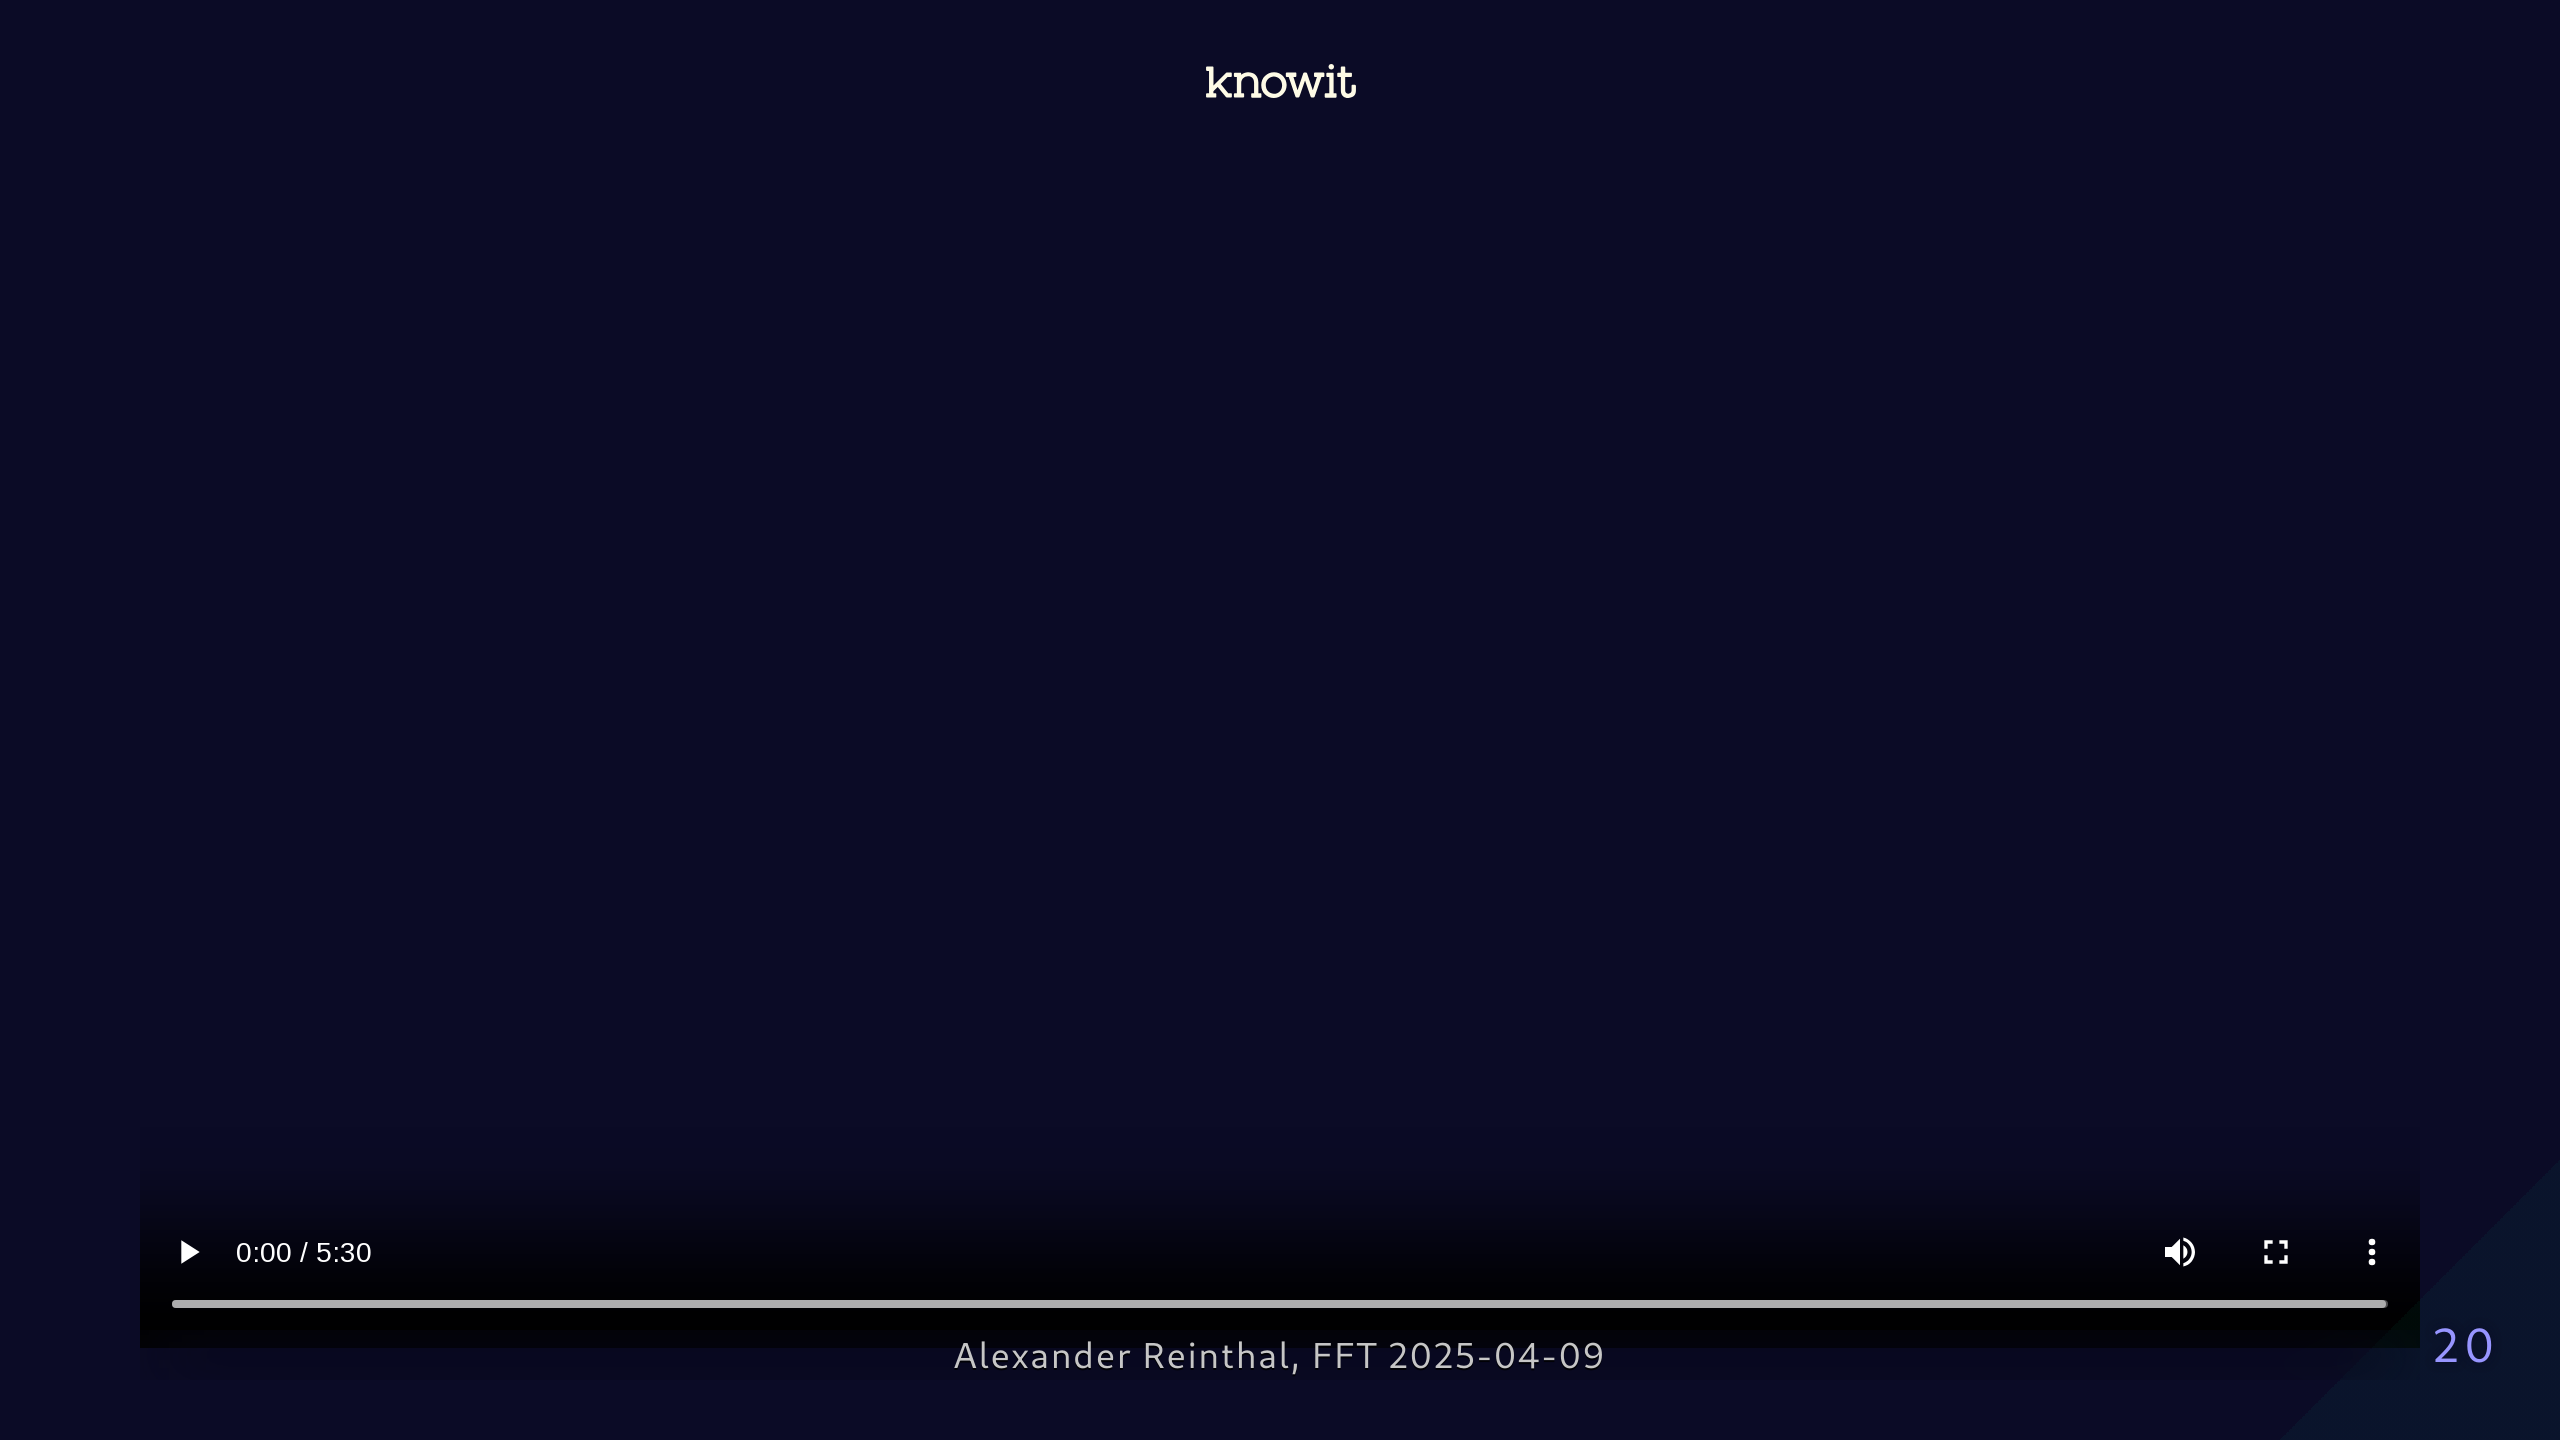 knowit
0:00 / 5:30
Alexander Reinthal, FFT 2025-04-09
20